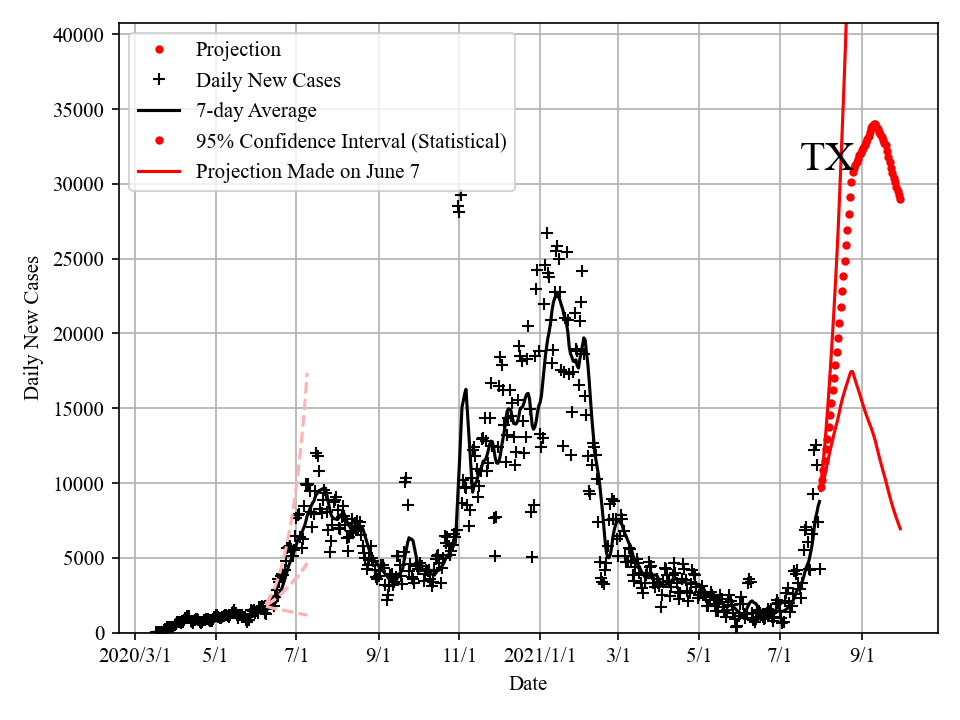 40000
35000
30000
25000
20000
15000
10000
5000
0
Daily New Cases
Projection
Daily New Cases
7-day Average
95% Confidence Interval (Statistical)
Projection Made on June 7
TX
2020/3/1 5/1 7/1 9/1 11/1 2021/1/1 3/1 5/1 7/1 9/1
Date